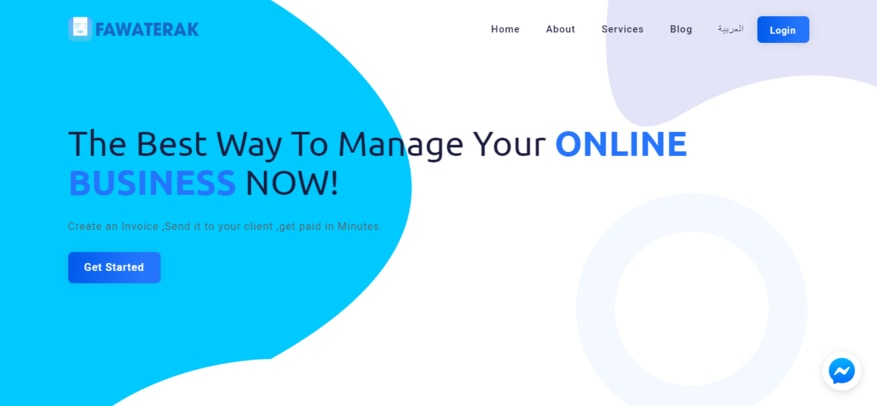 FAWATERAK
Home About Services Blog العربية Login
The Best Way To Manage Your ONLINE
BUSINESS NOW!
Create an Invoice ,Send it to your client ,get paid in Minutes.
Get Started